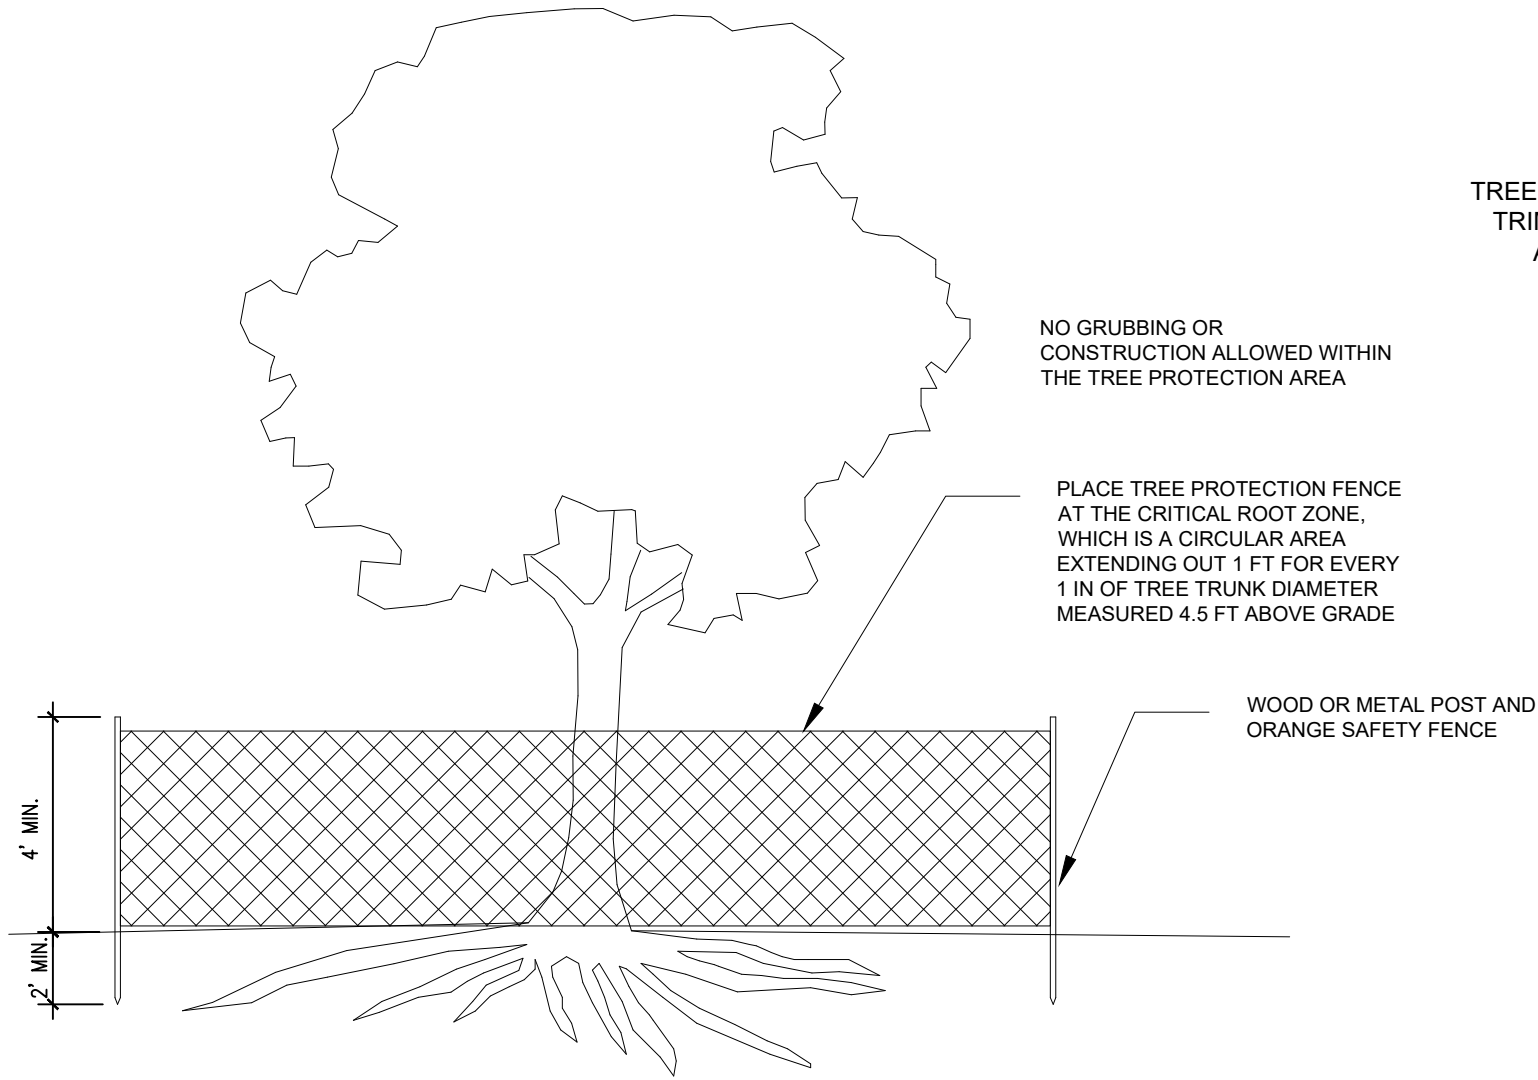 TREE
NO GRUBBING OR
CONSTRUCTION ALLOWED WITHIN
THE TREE PROTECTION AREA
PLACE TREE PROTECTION FENCE
AT THE CRITICAL ROOT ZONE,
WHICH IS A CIRCULAR AREA
EXTENDING OUT 1 FT FOR EVERY
1 IN OF TREE TRUNK DIAMETER
MEASURED 4.5 FT ABOVE GRADE
WOOD OR METAL POST AND
ORANGE SAFETY FENCE
4' MIN.
2' MIN.